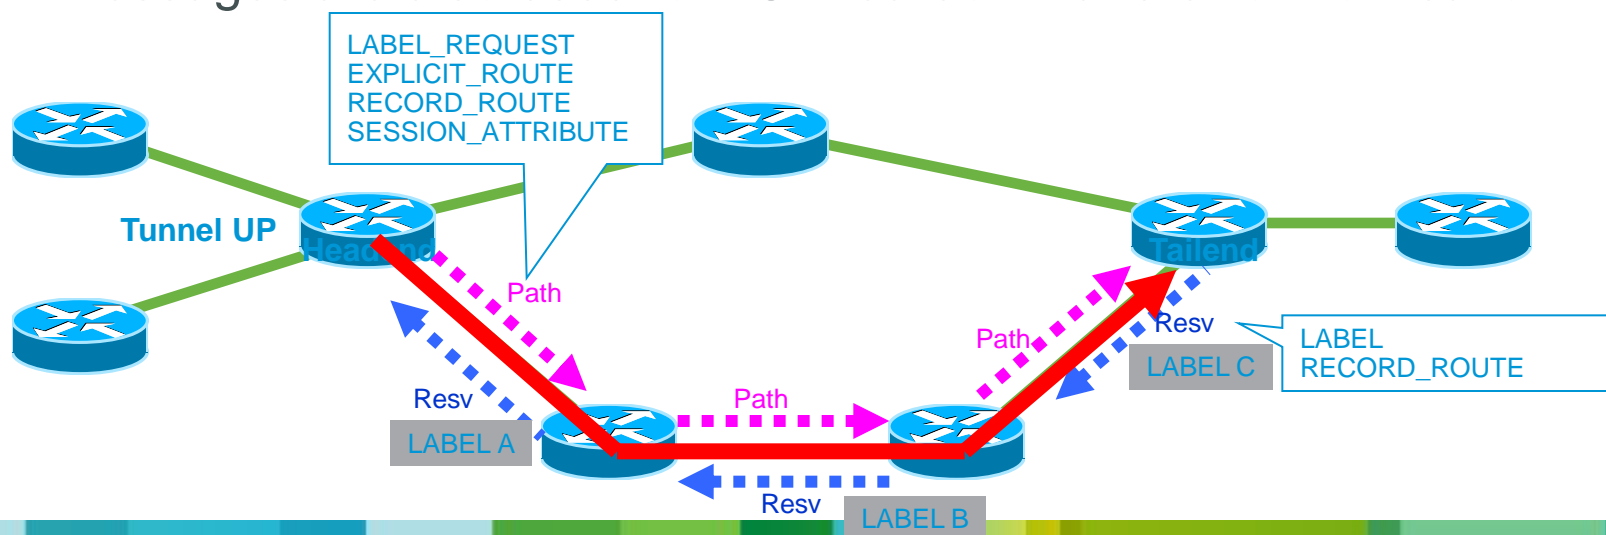 LABEL_REQUEST
EXPLICIT_ROUTE
RECORD_ROUTE
SESSION_ATTRIBUTE
Tunnel UP
Headend
Tailend
Path
Resv
LABEL A
Path
Resv
LABEL B
Path
Resv
LABEL C
LABEL
RECORD_ROUTE